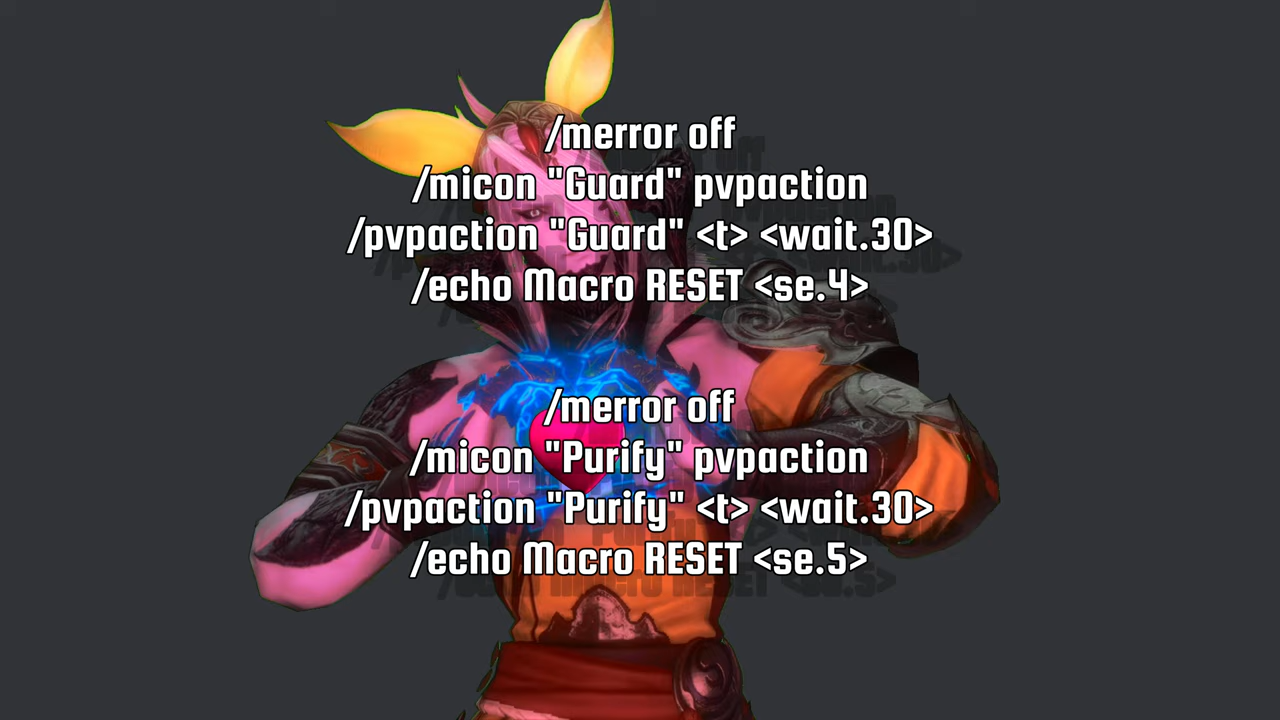 /merror off
/micon "Guard" pvpaction
/pvpaction "Guard" <t> <wait.30>
/echo Macro RESET <se.4>
/merror off
/micon "Purify" pvpaction
/pvpaction "Purify" <t> <wait.30>
/echo Macro RESET <se.5>